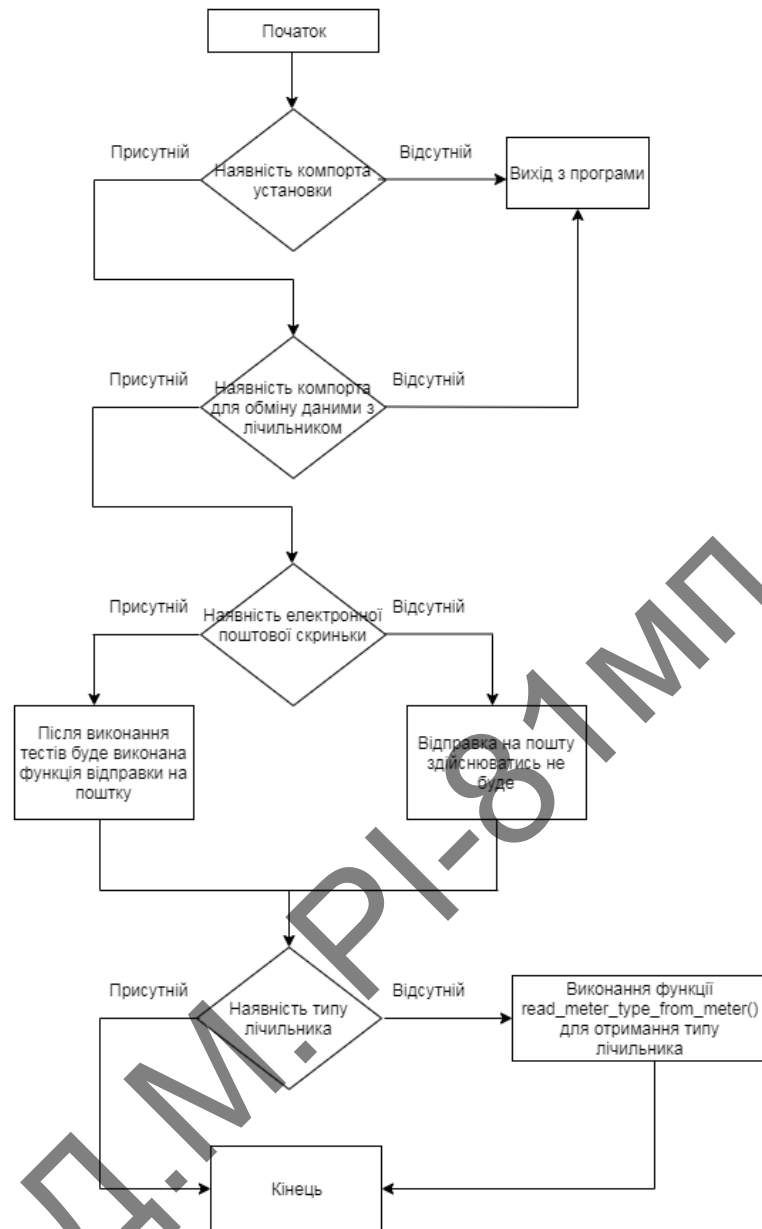 Початок
Присутній
Наявність компорта
установки
Відсутній
Вихід з програми
Присутній
Наявність компорта
для обміну даними з
лічильником
Відсутній
Присутній
Наявність електронної
поштової скриньки
Відсутній
Після виконання
тестів буде виконана
функція відправки на
поштку
Відправка на пошту
здійснюватись не
буде
Присутній
Наявність типу
лічильника
Відсутній
Виконання функції
read_meter_type_from_meter()
для отримання типу
лічильника
Кінець
Д.М. РІ-81мп